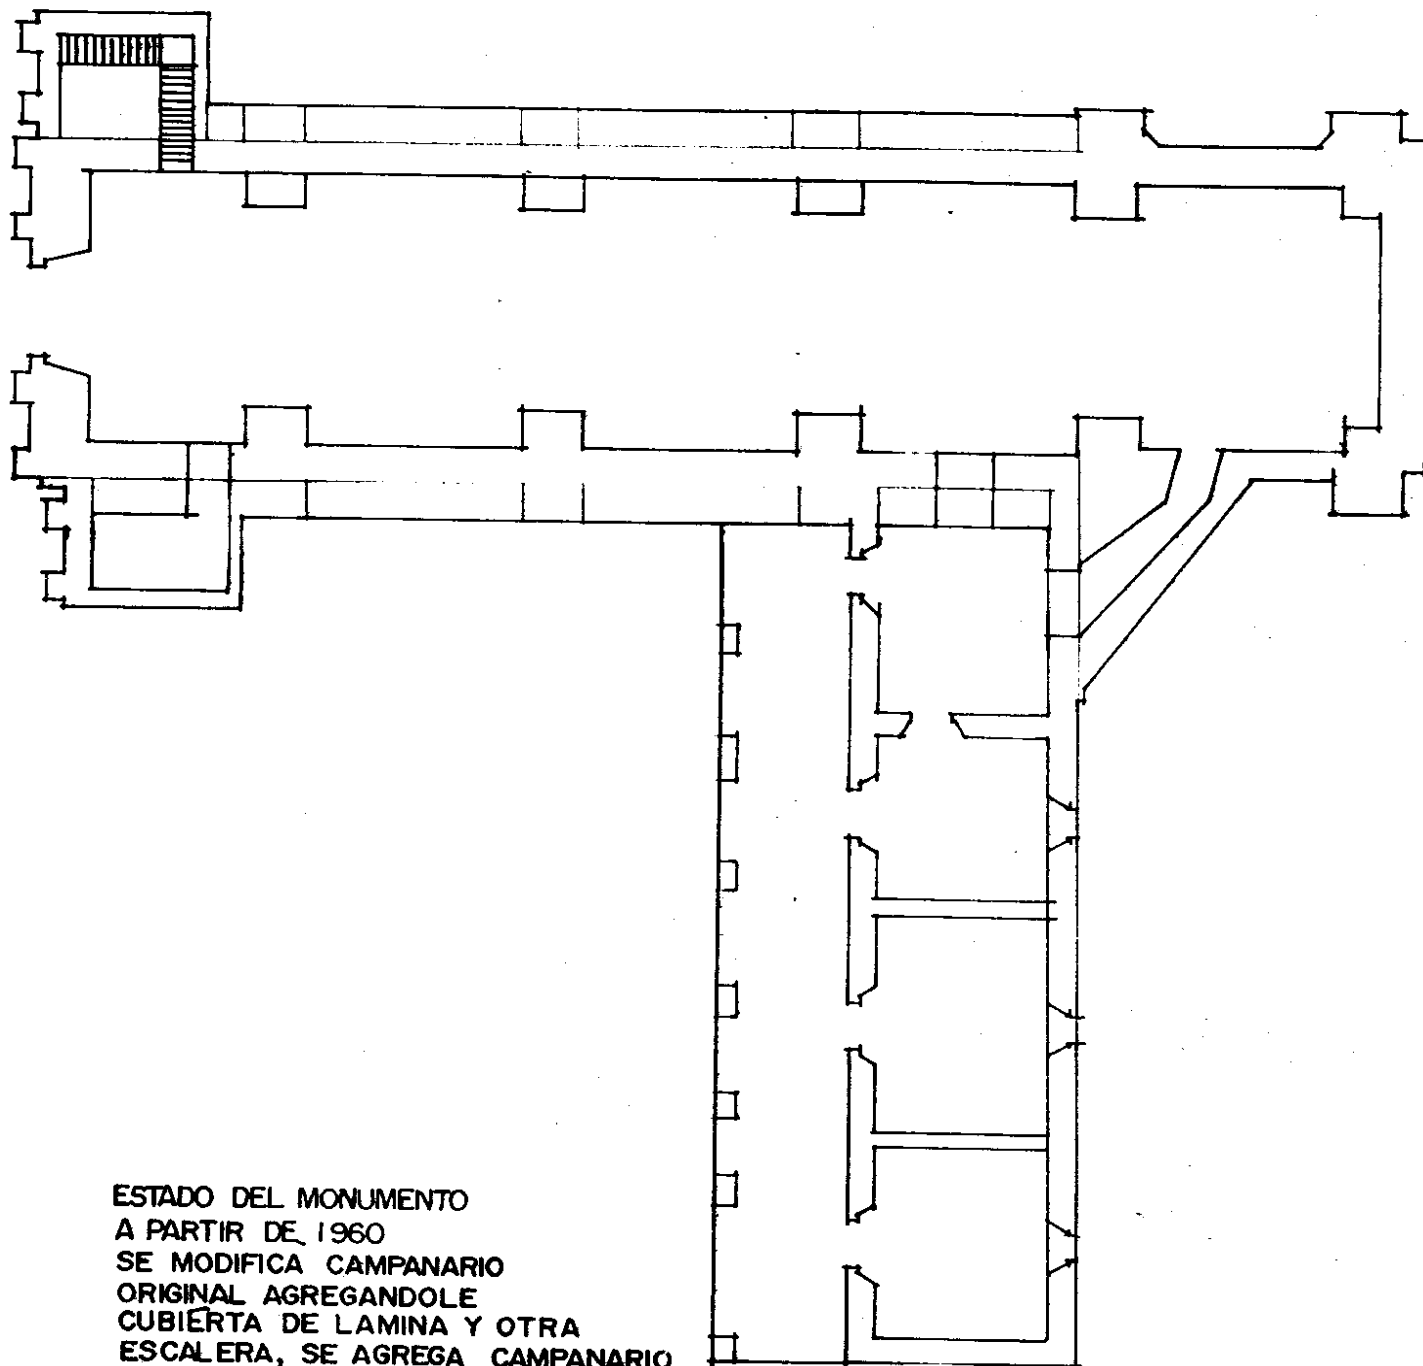 ESTADO DEL MONUMENTO
A PARTIR DE 1960
SE MODIFICA CAMPANARIO
ORIGINAL AGREGANDOLE
CUBIERTA DE LAMINA Y OTRA
ESCALERA, SE AGREGA CAMPANARIO